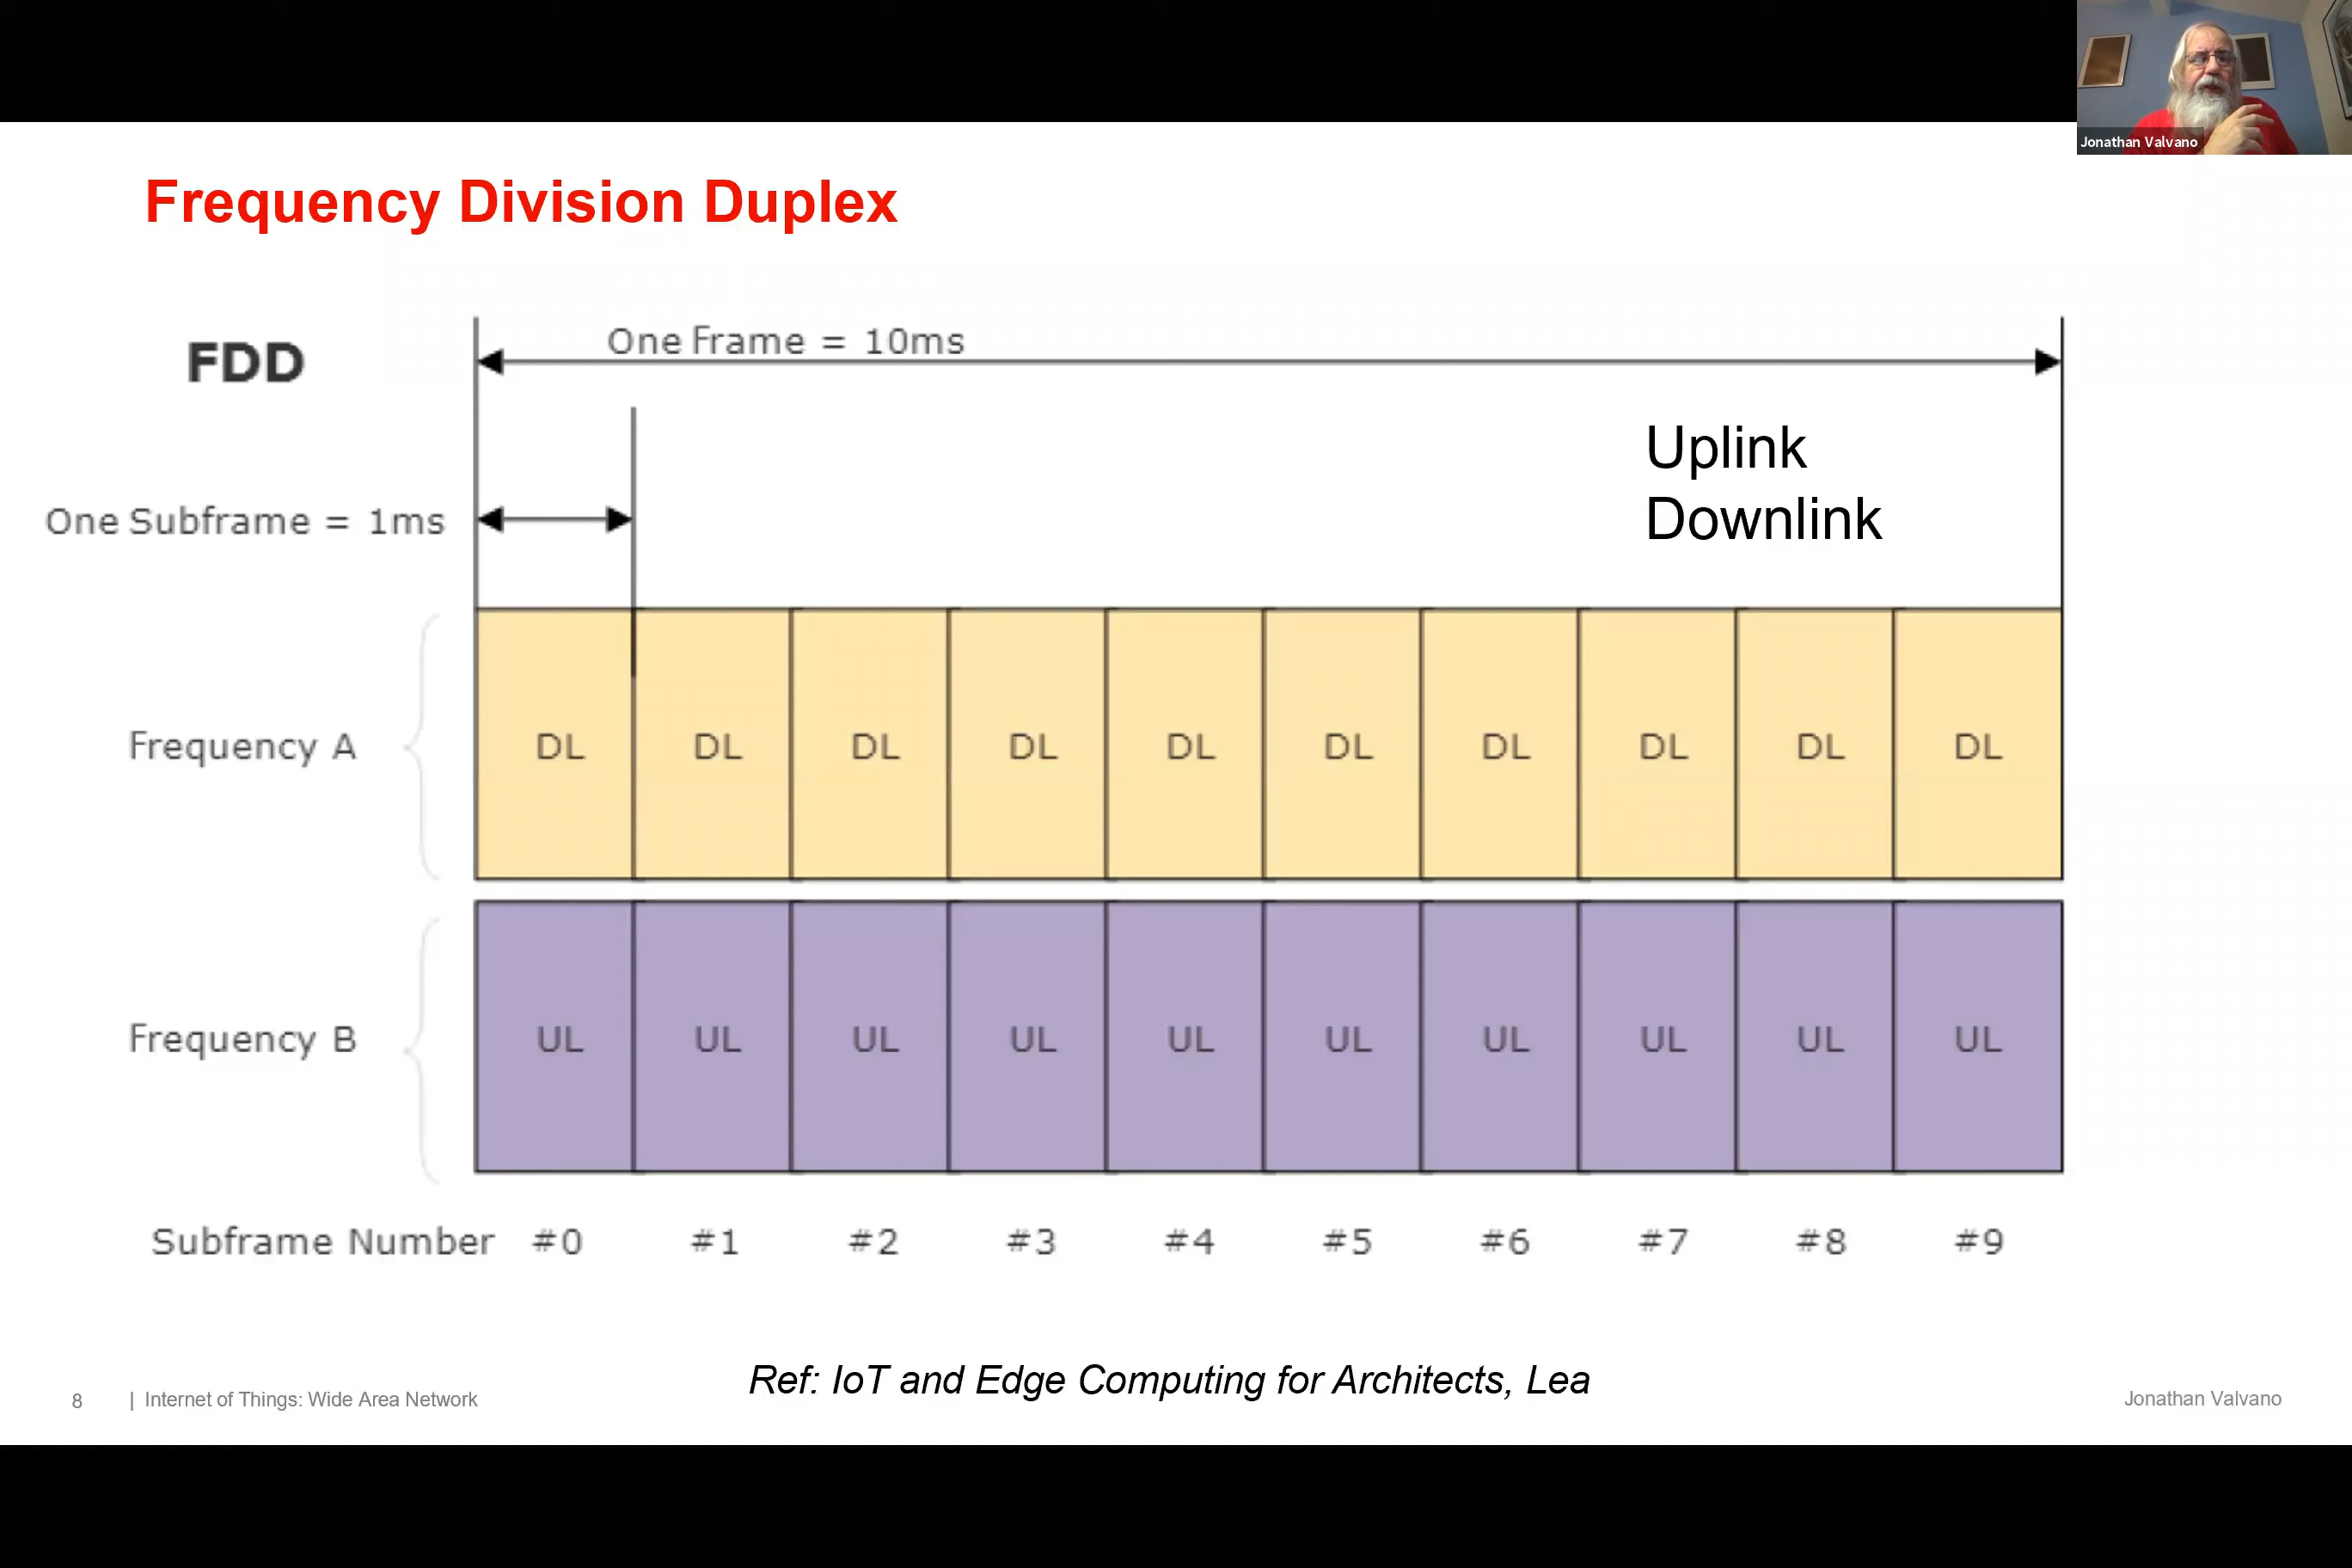 Jonathan Valvano
Frequency Division Duplex
FDD
One Frame = 10ms
Uplink
Downlink
One Subframe = 1ms
Frequency A
DL DL DL DL DL DL DL DL DL DL
Frequency B
UL UL UL UL UL UL UL UL UL UL
Subframe Number #0 #1 #2 #3 #4 #5 #6 #7 #8 #9
Ref: IoT and Edge Computing for Architects, Lea
8 | Internet of Things: Wide Area Network
Jonathan Valvano